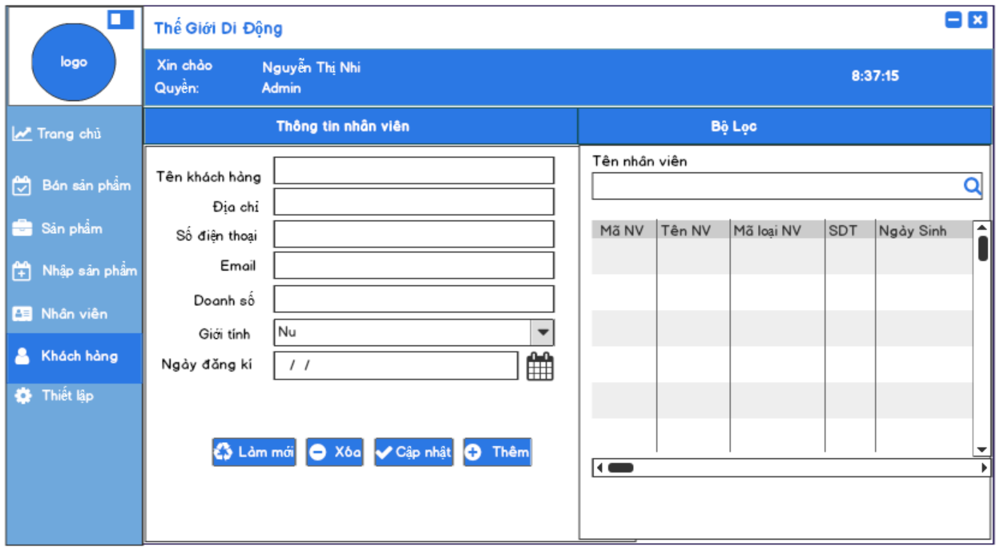 logo
Thế Giới Di Động
Xin chào Nguyễn Thị Nhi
Quyền: Admin
8:37:15
Trang chủ
Bán sản phẩm
Sản phẩm
Nhập sản phẩm
Nhân viên
Khách hàng
Thiết lập
Thông tin nhân viên
Tên khách hàng
Địa chỉ
Số điện thoại
Email
Doanh số
Giới tính Nu
Ngày đăng kí / /
Làm mới Xóa Cập nhật Thêm
Bộ Lọc
Tên nhân viên
Mã NV Tên NV Mã loại NV SDT Ngày Sinh